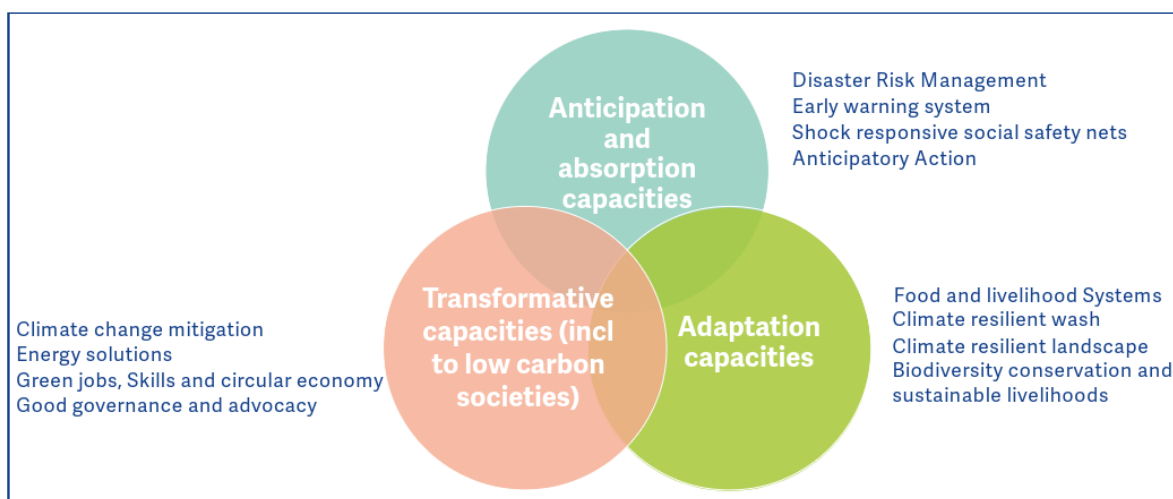 Anticipation
and
absorption
capacities
Disaster Risk Management
Early warning system
Shock responsive social safety nets
Anticipatory Action
Transformative
capacities (incl
to low carbon
societies)
Climate change mitigation
Energy solutions
Green jobs, Skills and circular economy
Good governance and advocacy
Adaptation
capacities
Food and livelihood Systems
Climate resilient wash
Climate resilient landscape
Biodiversity conservation and
sustainable livelihoods